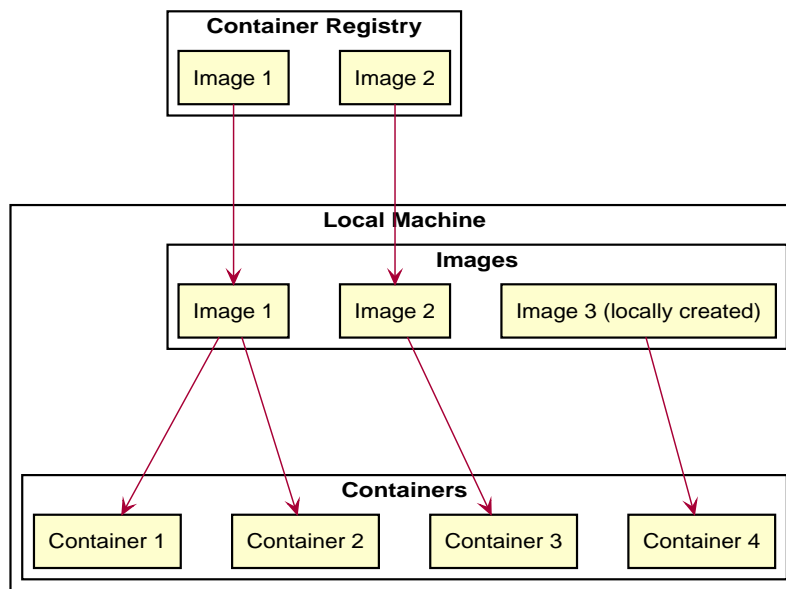 Container Registry
Image 1
Image 2
Local Machine
Images
Image 1
Image 2
Image 3 (locally created)
Containers
Container 1
Container 2
Container 3
Container 4